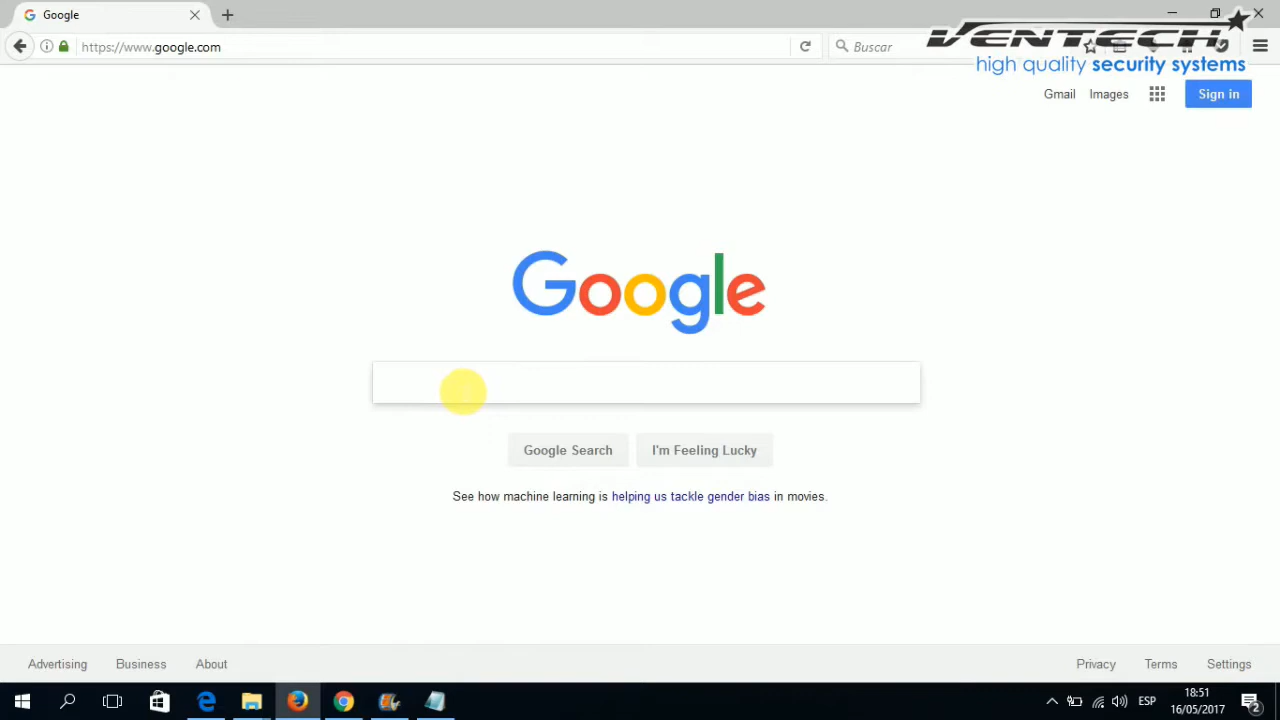 Google
https://www.google.com
Buscar
VENTECH
high quality security systems
Gmail Images Sign in
Google
Google Search I'm Feeling Lucky
See how machine learning is helping us tackle gender bias in movies.
Advertising Business About Privacy Terms Settings
ESP
18:51
16/05/2017
2